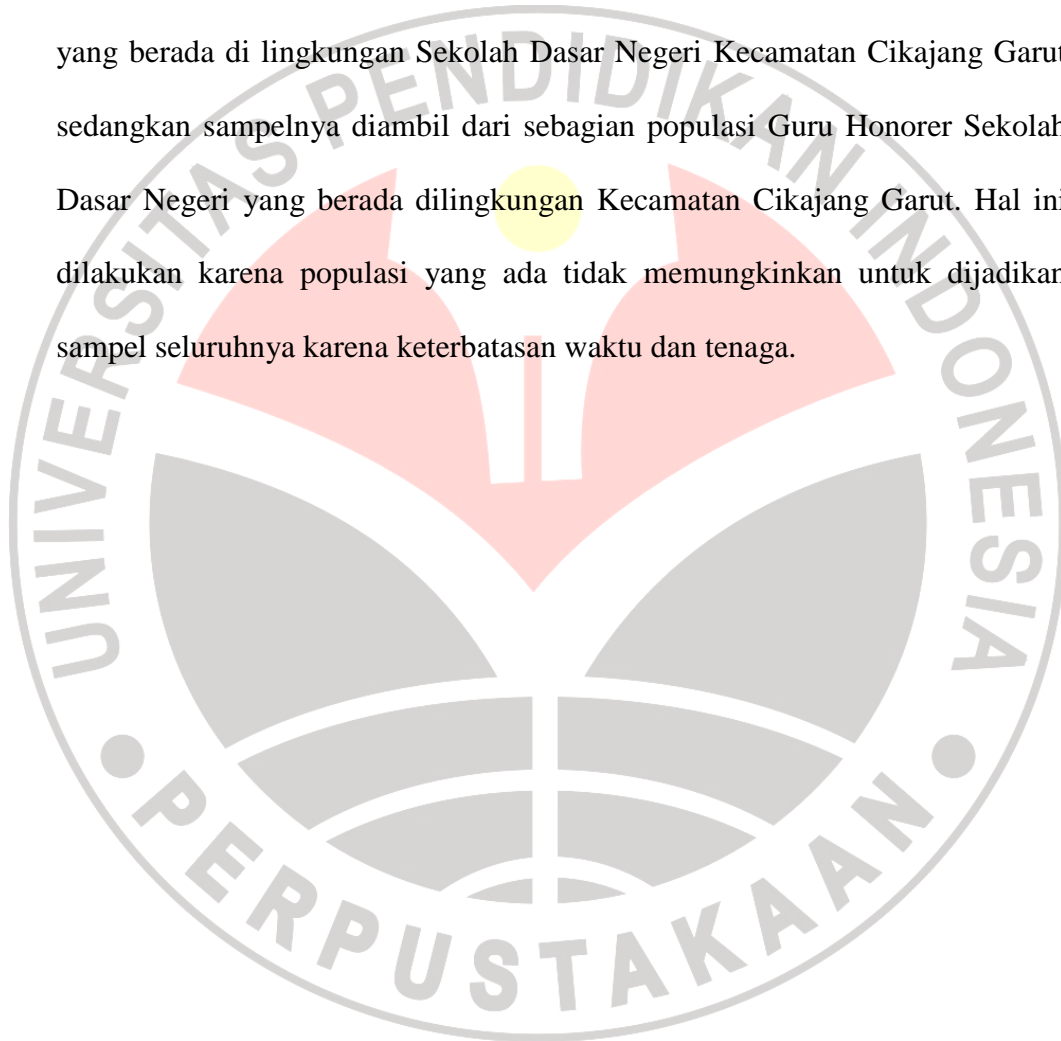 yang berada di lingkungan Sekolah Dasar Negeri Kecamatan Cikajang Garut
sedangkan sampelnya diambil dari sebagian populasi Guru Honorer Sekolah
Dasar Negeri yang berada dilingkungan Kecamatan Cikajang Garut. Hal ini
dilakukan karena populasi yang ada tidak memungkinkan untuk dijadikan
sampel seluruhnya karena keterbatasan waktu dan tenaga.
UNIVERSITAS PENDIDIKAN INDONESIA
PERPUSTAKAAN